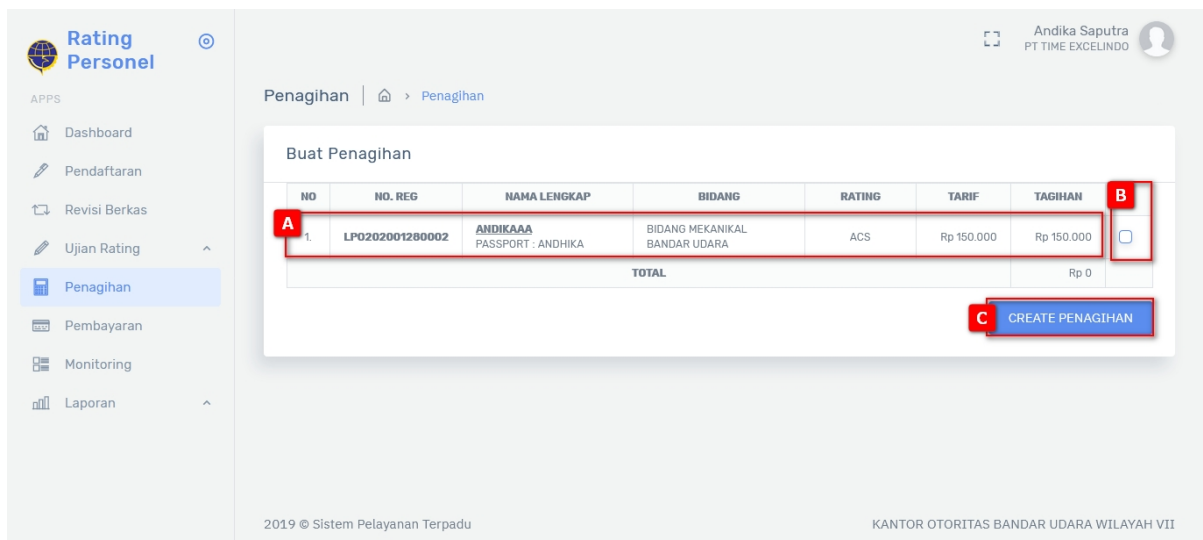 Rating
Personel
Andika Saputra
PT TIME EXCELINDO
APPS
Dashboard
Pendaftaran
Revisi Berkas
Ujian Rating
Penagihan
Pembayaran
Monitoring
Laporan
Penagihan | > Penagihan
Buat Penagihan
NO NO. REG NAMA LENGKAP BIDANG RATING TARIF TAGIHAN B
A 1. LP0202001280002 ANDIKAAA BIDANG MEKANIKAL ACS Rp 150.000 Rp 150.000
PASSPORT : ANDHIKA BANDAR UDARA
TOTAL Rp 0
C CREATE PENAGIHAN
2019 © Sistem Pelayanan Terpadu KANTOR OTORITAS BANDAR UDARA WILAYAH VII